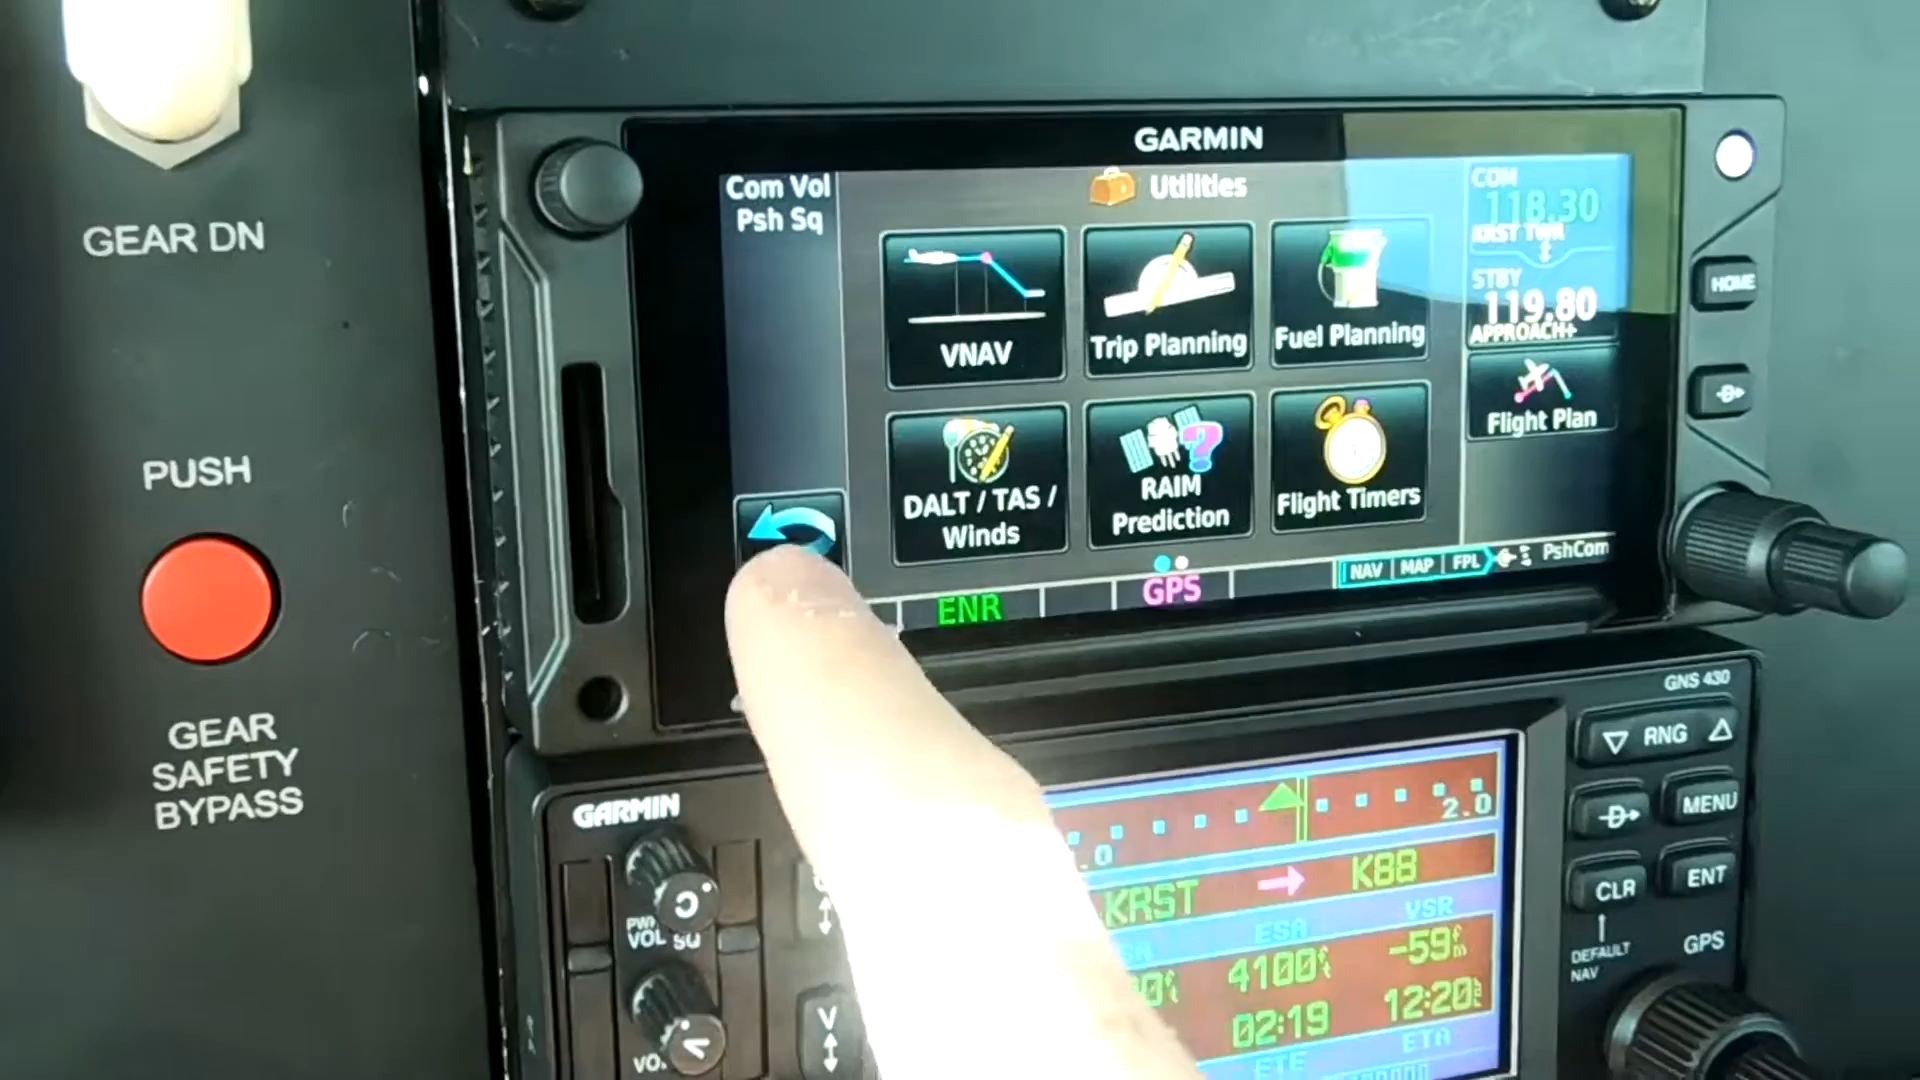 GEAR DN
PUSH
GEAR
SAFETY
BYPASS
GARMIN
Com Vol
Psh Sq
Utilities
VNAV
Trip Planning
Fuel Planning
DALT / TAS /
Winds
RAIM
Prediction
Flight Timers
COM
118.30
KRST TWR
STBY
119.80
APPROACH+
Flight Plan
ENR
GPS
NAV
MAP
FPL
PshCom
HOME
GNS 430
GARMIN
PWR
VOL
SQ
C
V
2.0
KRST
K88
ESA
VSR
4100
-59
02:19
12:20
ETE
ETA
RNG
MENU
CLR
ENT
DEFAULT
NAV
GPS